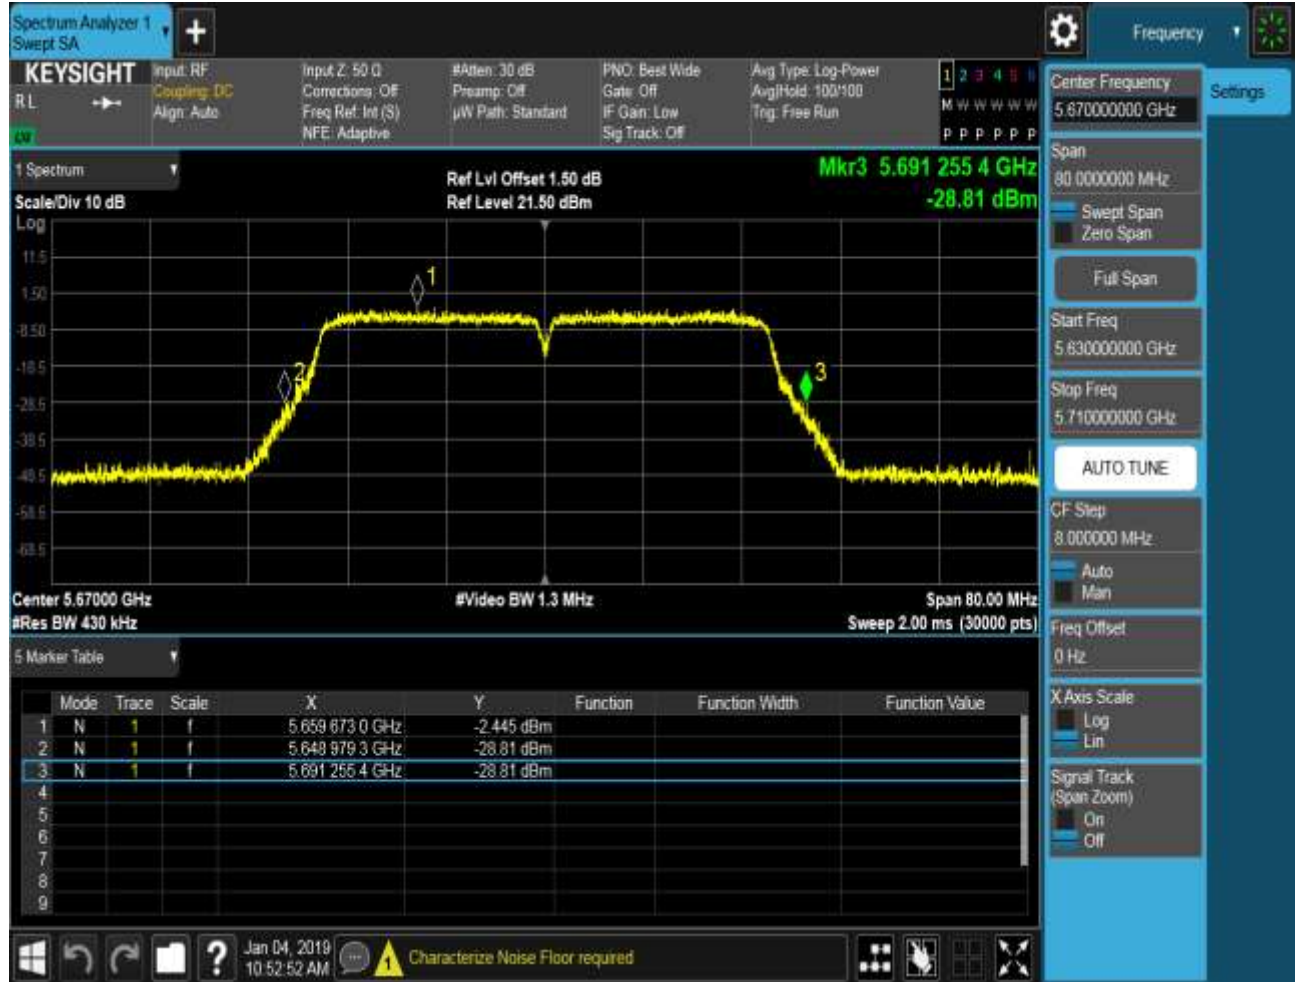 Spectrum Analyzer 1
Swept SA
+
Frequency
KEYSIGHT
RL
Input: RF
Coupling: DC
Align: Auto
Input Z: 50 Ω
Corrections: Off
Freq Ref: Int (S)
NFE: Adaptive
#Atten: 30 dB
Preamp: Off
µW Path: Standard
PNO: Best Wide
Gate: Off
IF Gain: Low
Sig Track: Off
Avg Type: Log-Power
Avg|Hold: 100/100
Trig: Free Run
1 2 3 4 5 6
M W W W W W
P P P P P P
1 Spectrum
Scale/Div 10 dB
Log
Ref Lvl Offset 1.50 dB
Ref Level 21.50 dBm
Mkr3 5.691 255 4 GHz
-28.81 dBm
11.5
1.50
-8.50
-18.5
-28.5
-38.5
-48.5
-58.5
-68.5
1
2
3
Center 5.67000 GHz
#Res BW 430 kHz
#Video BW 1.3 MHz
Span 80.00 MHz
Sweep 2.00 ms (30000 pts)
5 Marker Table
Mode Trace Scale X Y Function Function Width Function Value
1 N 1 f 5.659 673 0 GHz -2.445 dBm
2 N 1 f 5.648 979 3 GHz -28.81 dBm
3 N 1 f 5.691 255 4 GHz -28.81 dBm
4
5
6
7
8
9
Center Frequency
5.670000000 GHz
Settings
Span
80.0000000 MHz
Swept Span
Zero Span
Full Span
Start Freq
5.630000000 GHz
Stop Freq
5.710000000 GHz
AUTO TUNE
CF Step
8.000000 MHz
Auto
Man
Freq Offset
0 Hz
X Axis Scale
Log
Lin
Signal Track
(Span Zoom)
On
Off
?
Jan 04, 2019
10:52:52 AM
1
Characterize Noise Floor required